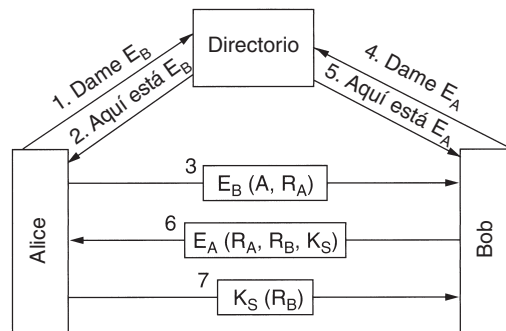 Directorio
1. Dame E_B
2. Aquí está E_B
4. Dame E_A
5. Aquí está E_A
Alice
3
E_B (A, R_A)
6
E_A (R_A, R_B, K_S)
7
K_S (R_B)
Bob